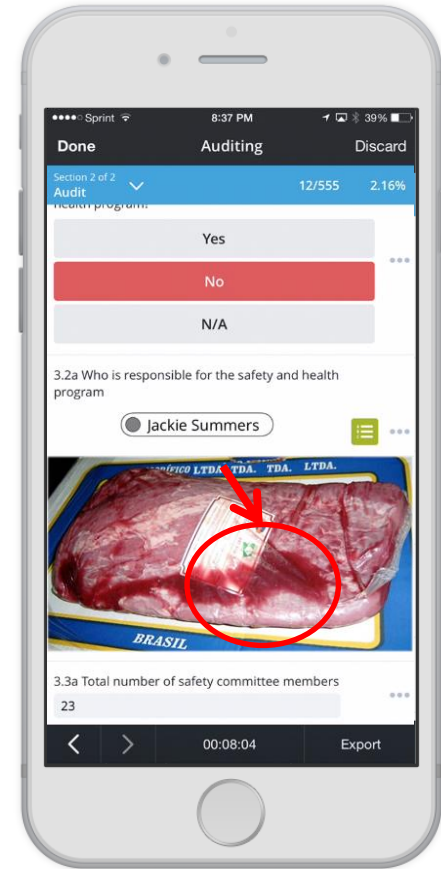 Sprint 8:37 PM 39%
Done Auditing Discard
Section 2 of 2
Audit 12/555 2.16%
health program?
Yes
No
N/A
3.2a Who is responsible for the safety and health
program
Jackie Summers
LTDA. TDA. LTDA.
BRASIL
3.3a Total number of safety committee members
23
00:08:04 Export